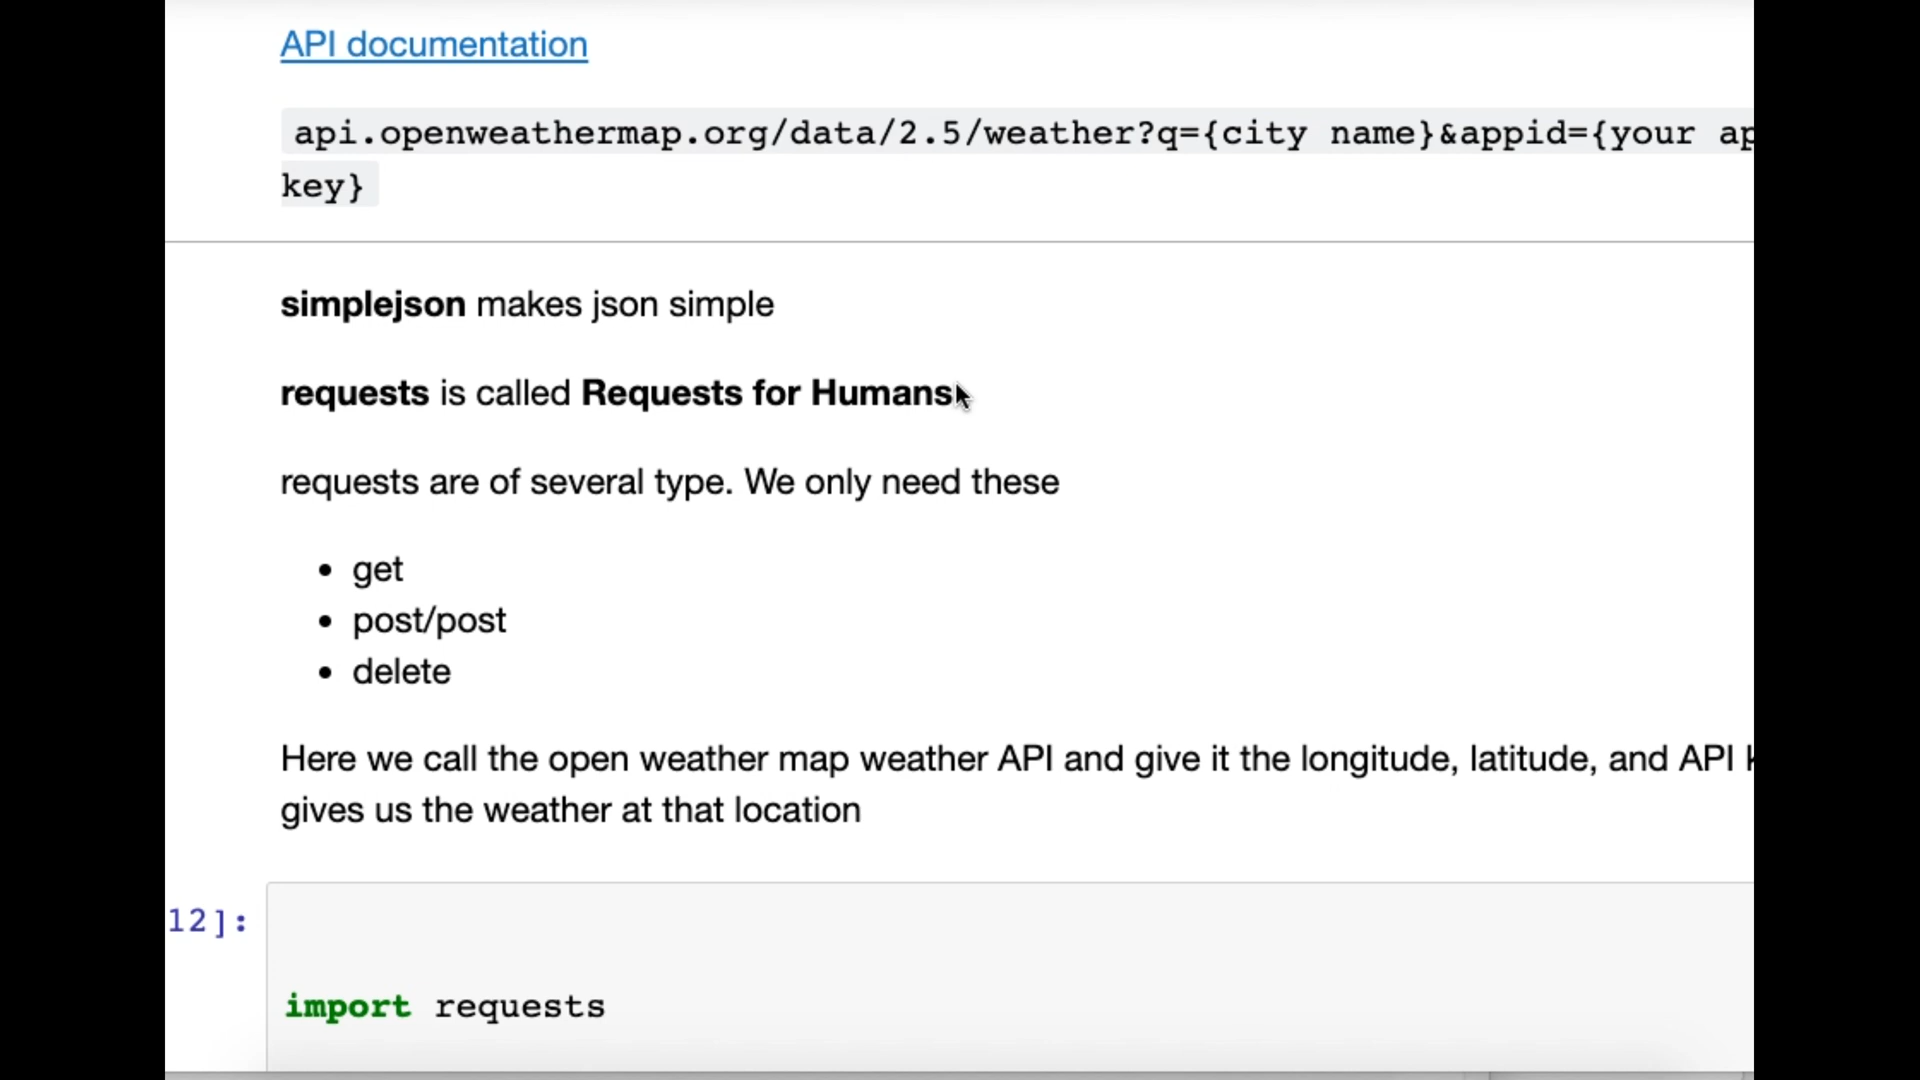 API documentation
api.openweathermap.org/data/2.5/weather?q={city name}&appid={your ap
key}
simplejson makes json simple
requests is called Requests for Humans
requests are of several type. We only need these
• get
• post/post
• delete
Here we call the open weather map weather API and give it the longitude, latitude, and API
gives us the weather at that location
12]:
import requests